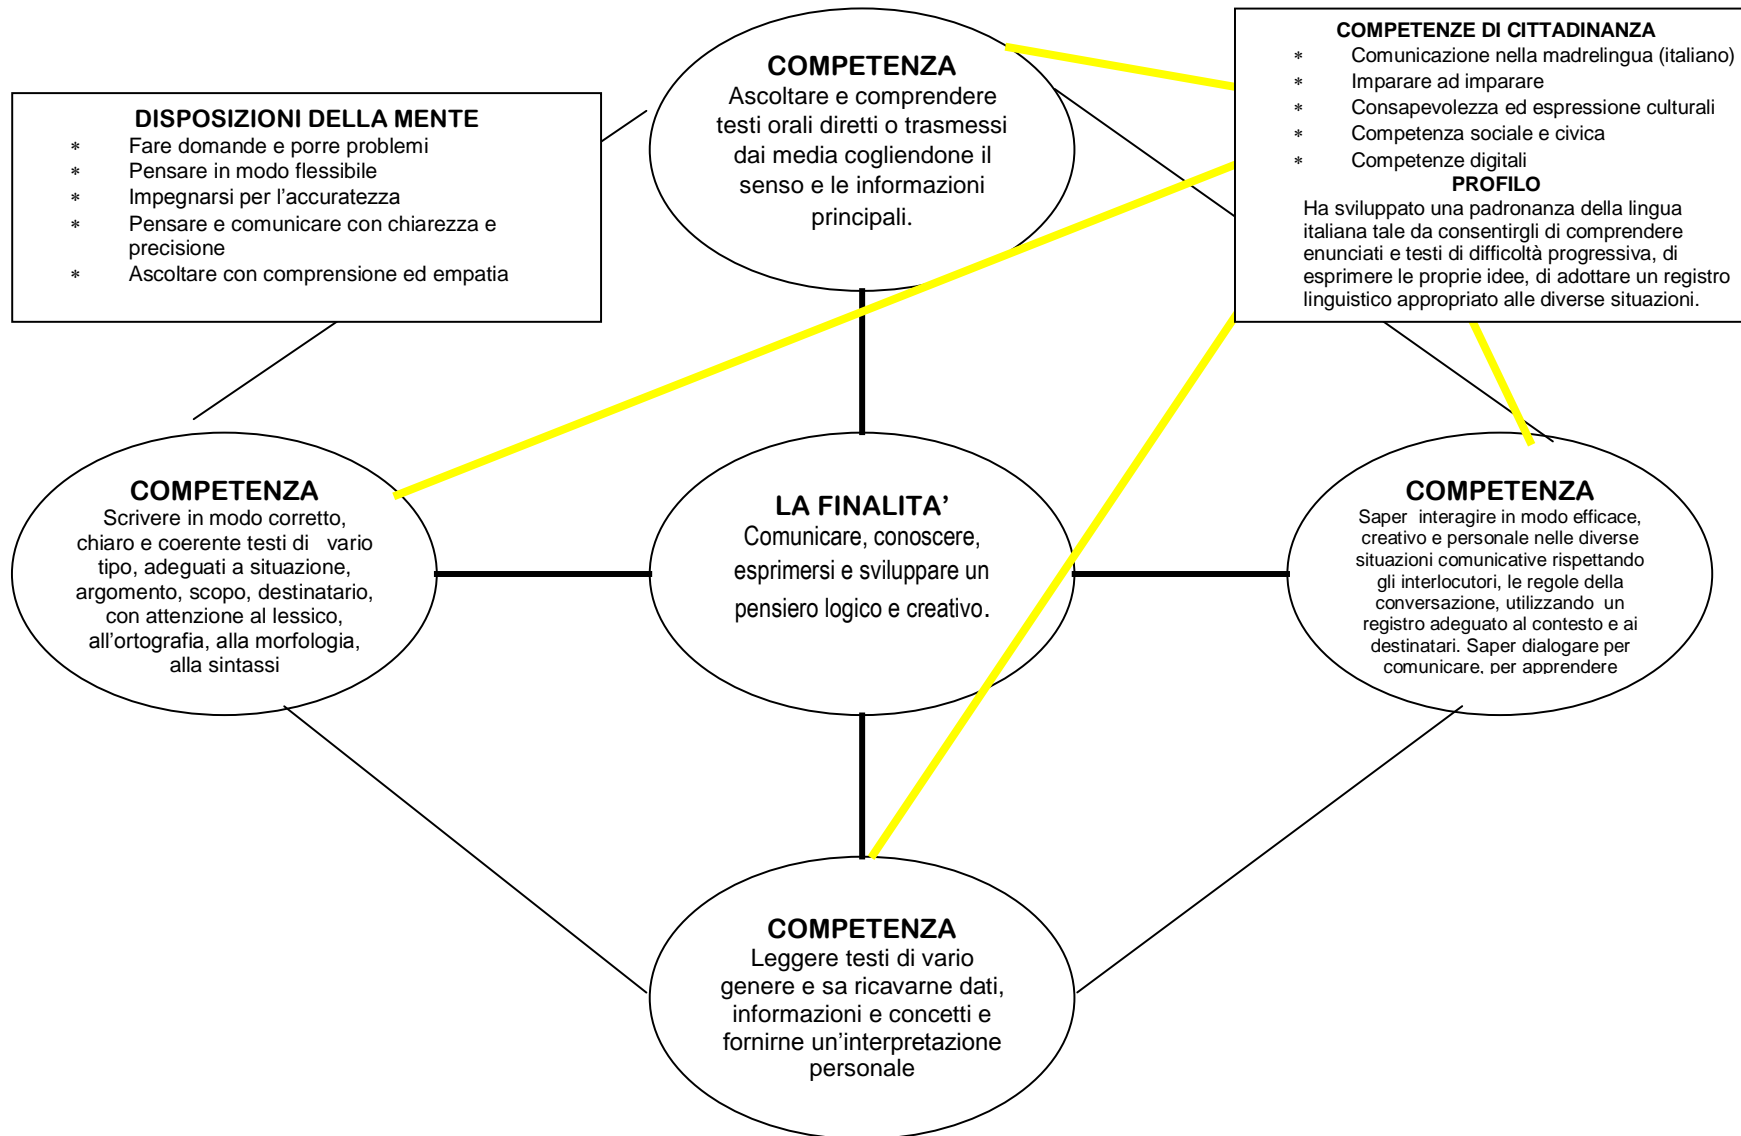 COMPETENZA
Ascoltare e comprendere
testi orali diretti o trasmessi
dai media cogliendone il
senso e le informazioni
principali.
COMPETENZE DI CITTADINANZA
* Comunicazione nella madrelingua (italiano)
* Imparare ad imparare
* Consapevolezza ed espressione culturali
* Competenza sociale e civica
* Competenze digitali
PROFILO
Ha sviluppato una padronanza della lingua
italiana tale da consentirgli di comprendere
enunciati e testi di difficoltà progressiva, di
esprimere le proprie idee, di adottare un registro
linguistico appropriato alle diverse situazioni.
DISPOSIZIONI DELLA MENTE
* Fare domande e porre problemi
* Pensare in modo flessibile
* Impegnarsi per l'accuratezza
* Pensare e comunicare con chiarezza e
precisione
* Ascoltare con comprensione ed empatia
COMPETENZA
Scrivere in modo corretto,
chiaro e coerente testi di vario
tipo, adeguati a situazione,
argomento, scopo, destinatario,
con attenzione al lessico,
all'ortografia, alla morfologia,
alla sintassi
LA FINALITA'
Comunicare, conoscere,
esprimersi e sviluppare un
pensiero logico e creativo.
COMPETENZA
Saper interagire in modo efficace,
creativo e personale nelle diverse
situazioni comunicative rispettando
gli interlocutori, le regole della
conversazione, utilizzando un
registro adeguato al contesto e ai
destinatari. Saper dialogare per
comunicare, per apprendere
COMPETENZA
Leggere testi di vario
genere e sa ricavarne dati,
informazioni e concetti e
fornirne un'interpretazione
personale